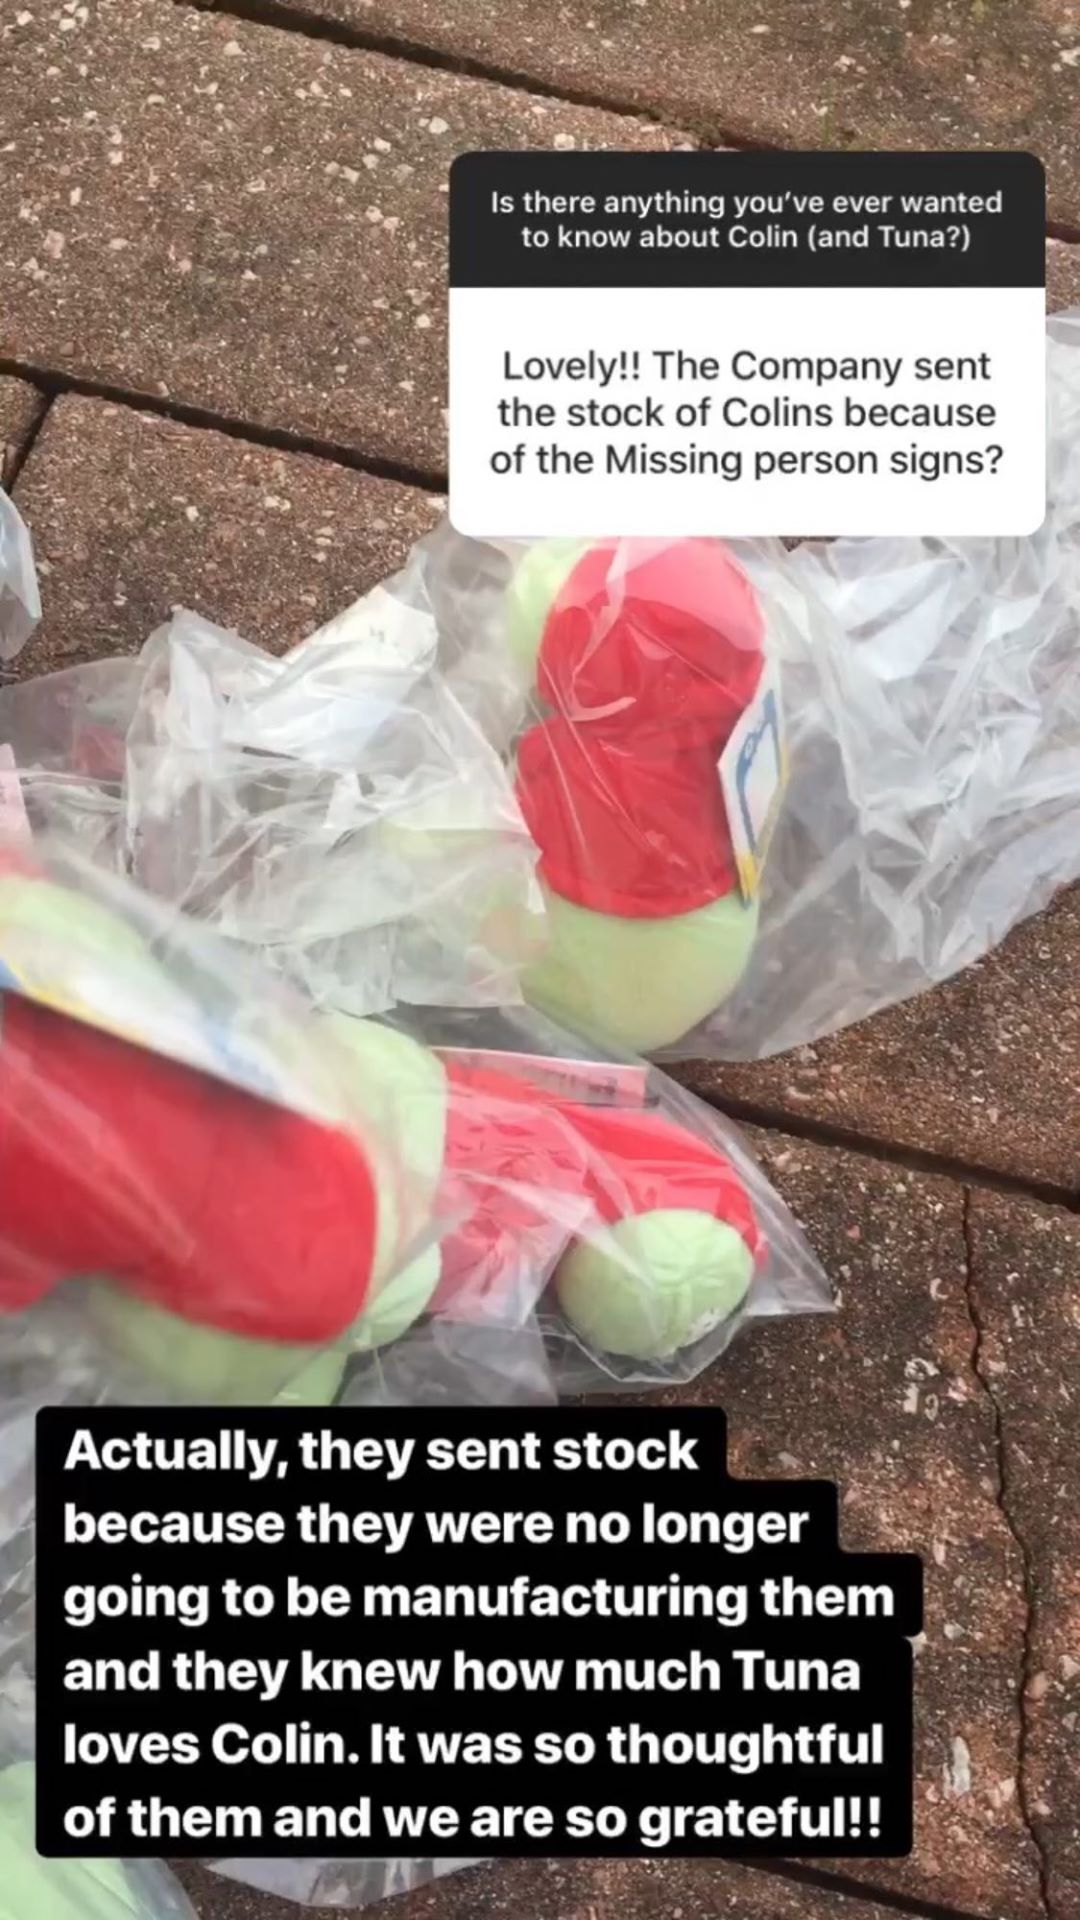 Is there anything you've ever wanted
to know about Colin (and Tuna?)
Lovely!! The Company sent
the stock of Colins because
of the Missing person signs?
Actually, they sent stock
because they were no longer
going to be manufacturing them
and they knew how much Tuna
loves Colin. It was so thoughtful
of them and we are so grateful!!